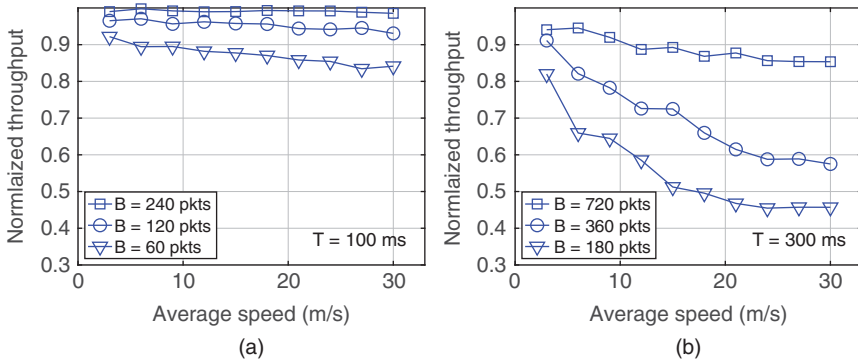 Normlaized throughput
0.9
0.8
0.7
0.6
0.5
0.4
0.3
B = 240 pkts
B = 120 pkts
B = 60 pkts
T = 100 ms
0 10 20 30
Average speed (m/s)
(a)
Normlaized throughput
0.9
0.8
0.7
0.6
0.5
0.4
0.3
B = 720 pkts
B = 360 pkts
B = 180 pkts
T = 300 ms
0 10 20 30
Average speed (m/s)
(b)